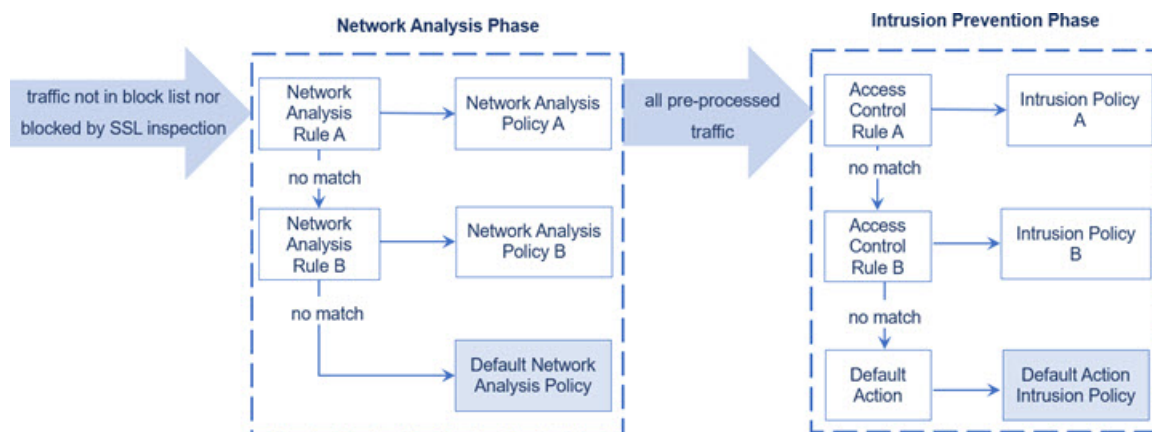 Network Analysis Phase
Intrusion Prevention Phase
traffic not in block list nor
blocked by SSL inspection
Network
Analysis
Rule A
Network Analysis
Policy A
no match
Network
Analysis
Rule B
Network Analysis
Policy B
no match
Default Network
Analysis Policy
all pre-processed
traffic
Access
Control
Rule A
Intrusion Policy
A
no match
Access
Control
Rule B
Intrusion Policy
B
no match
Default
Action
Default Action
Intrusion Policy